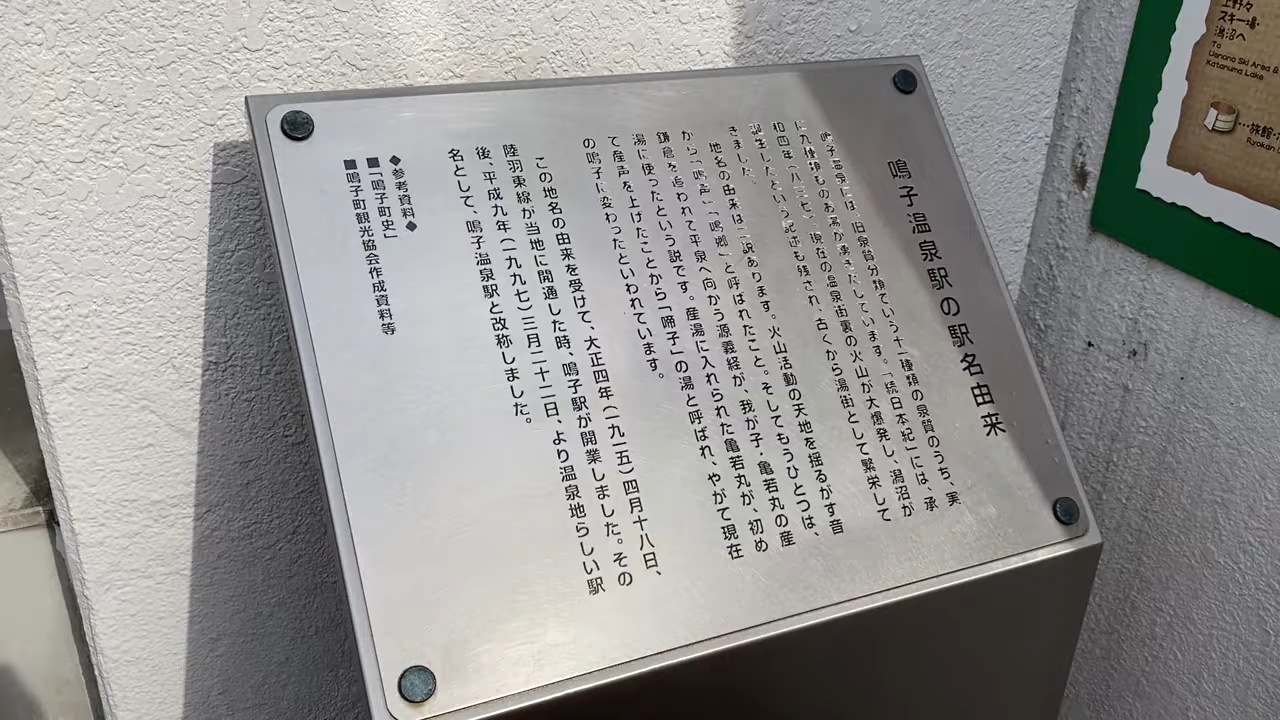 鳴子温泉駅の駅名由来
鳴子温泉には、旧泉質分類でいう十一種類の泉質のうち、実
に九種類ものお湯が湧きだしています。「続日本紀」には、承
和四年(八三七)、現在の温泉街裏の火山が大爆発し、潟沼が
誕生したという記述も残され、古くから湯街として繁栄して
きました。
地名の由来は二説あります。火山活動の天地を揺るがす音
から「鳴声」「鳴郷」と呼ばれたこと。そしてもうひとつは、
鎌倉を追われて平泉へ向かう源義経が、我が子・亀若丸の産
湯に使ったという説です。産湯に入れられた亀若丸が、初め
て産声を上げたことから「啼子」の湯と呼ばれ、やがて現在
の鳴子に変わったといわれています。
この地名の由来を受けて、大正四年(一九一五)四月十八日、
陸羽東線が当地に開通した時、鳴子駅が開業しました。その
後、平成九年(一九九七)三月二十二日、より温泉地らしい駅
名として、鳴子温泉駅と改称しました。
◆参考資料◆
■「鳴子町史」
■鳴子町観光協会作成資料等
上野々
スキー場・
潟沼へ
To
Uenono Ski Area &
Katanuma Lake
…旅館・
Ryokan